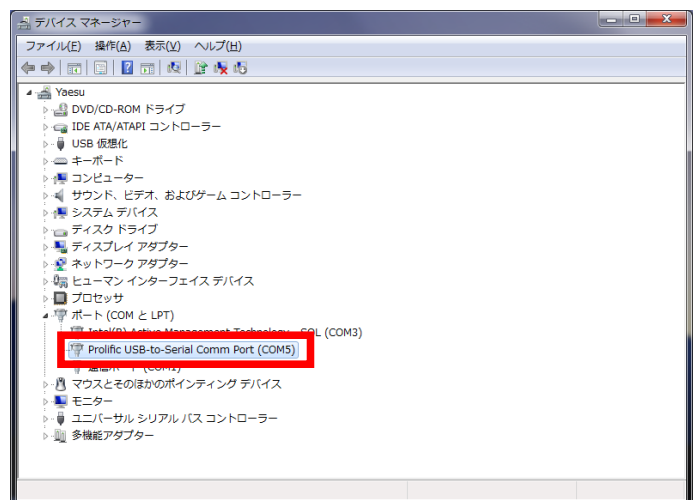 デバイス マネージャー
ファイル(F) 操作(A) 表示(V) ヘルプ(H)
Yaesu
DVD/CD-ROM ドライブ
IDE ATA/ATAPI コントローラー
USB 仮想化
キーボード
コンピューター
サウンド、ビデオ、およびゲーム コントローラー
システム デバイス
ディスク ドライブ
ディスプレイ アダプター
ネットワーク アダプター
ヒューマン インターフェイス デバイス
プロセッサ
ポート (COM と LPT)
Intel(R) Active Management Technology - SOL (COM3)
Prolific USB-to-Serial Comm Port (COM5)
通信ポート (COM1)
マウスとそのほかのポインティング デバイス
モニター
ユニバーサル シリアル バス コントローラー
多機能アダプター